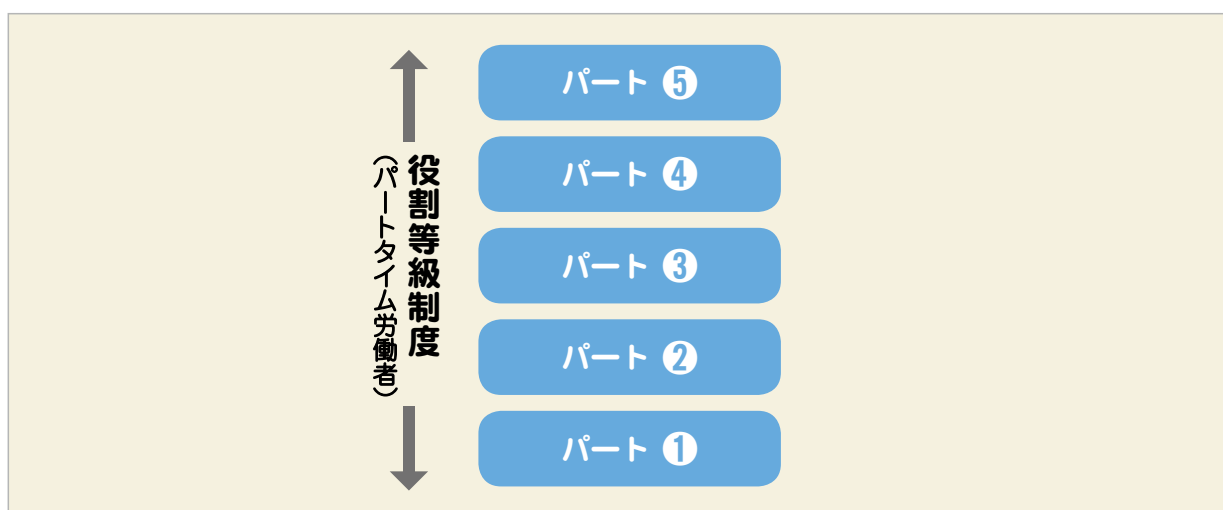 パート ❺
パート ❹
パート ❸
パート ❷
パート ❶
役割等級制度
（パートタイム労働者）